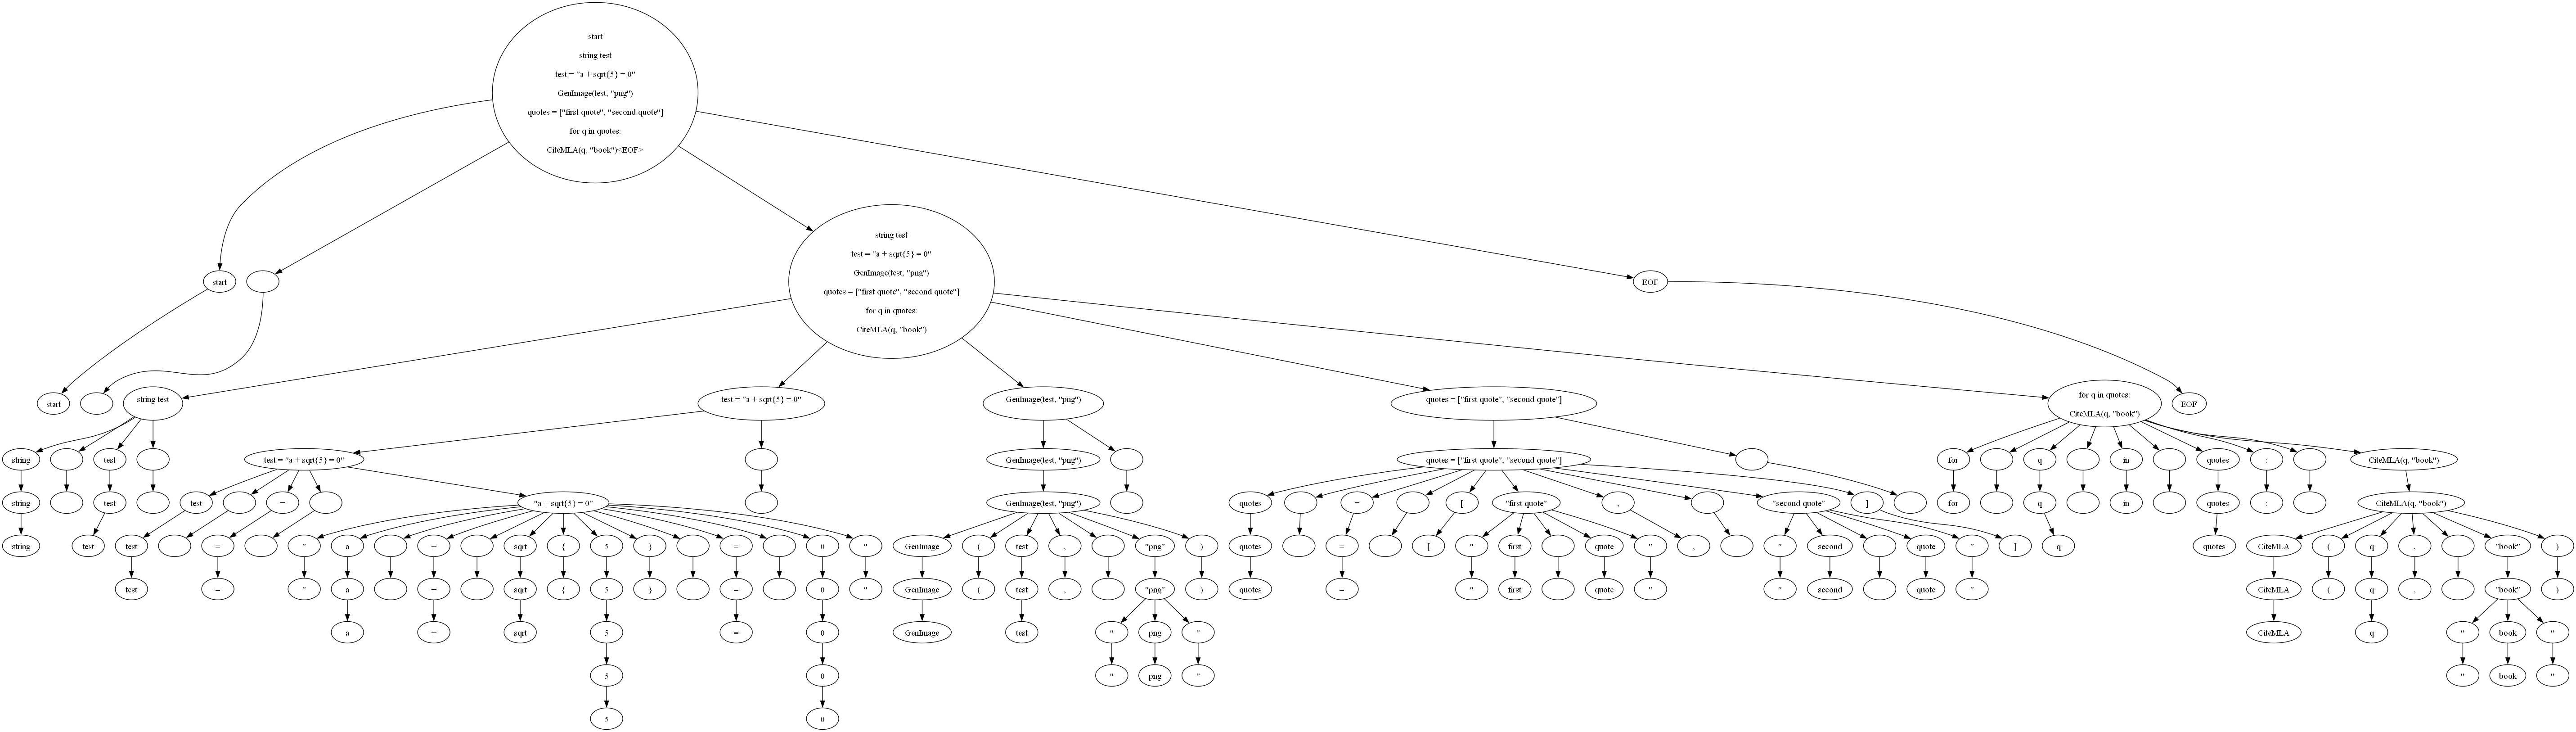 start
string test
test = "a + sqrt{5} = 0"
GenImage(test, "png")
quotes = ["first quote", "second quote"]
for q in quotes:
CiteMLA(q, "book")<EOF>
string test
test = "a + sqrt{5} = 0"
GenImage(test, "png")
quotes = ["first quote", "second quote"]
for q in quotes:
CiteMLA(q, "book")
start
EOF
start
string test
test = "a + sqrt{5} = 0"
GenImage(test, "png")
quotes = ["first quote", "second quote"]
for q in quotes:
CiteMLA(q, "book")
EOF
string test test = "a + sqrt{5} = 0" GenImage(test, "png") quotes = ["first quote", "second quote"] for q in quotes : CiteMLA(q, "book")
string test test = "a + sqrt{5} = 0" GenImage(test, "png") quotes = [ "first quote" , "second quote" ] for q in quotes : CiteMLA(q, "book")
string test test = " a + sqrt { 5 } = 0 " GenImage ( test , "png" ) quotes = [ " first quote " , " second quote " ] q quotes CiteMLA ( q , "book" )
test = " a + sqrt { 5 } = 0 " GenImage ( test , "png" ) quotes = " first quote " " second quote " CiteMLA ( q , "book" )
a + sqrt 5 = 0 GenImage test " png " CiteMLA q " book "
5 0 " png " " book "
5 0